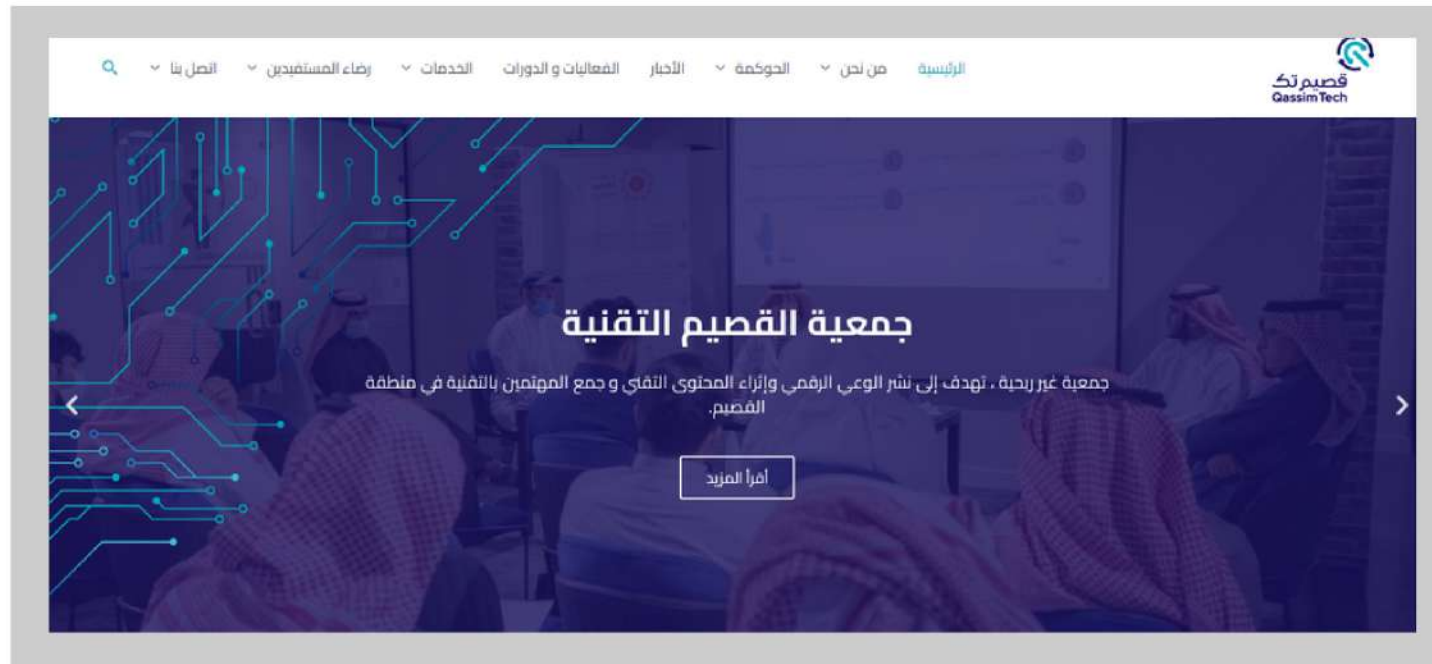 قصيم تك
Qassim Tech
الرئيسية من نحن الحوكمة الأخبار الفعاليات و الدورات الخدمات رضاء المستفيدين اتصل بنا
جمعية القصيم التقنية
جمعية غير ربحية ، تهدف إلى نشر الوعي الرقمي وإثراء المحتوى التقني و جمع المهتمين بالتقنية في منطقة
القصيم.
أقرأ المزيد